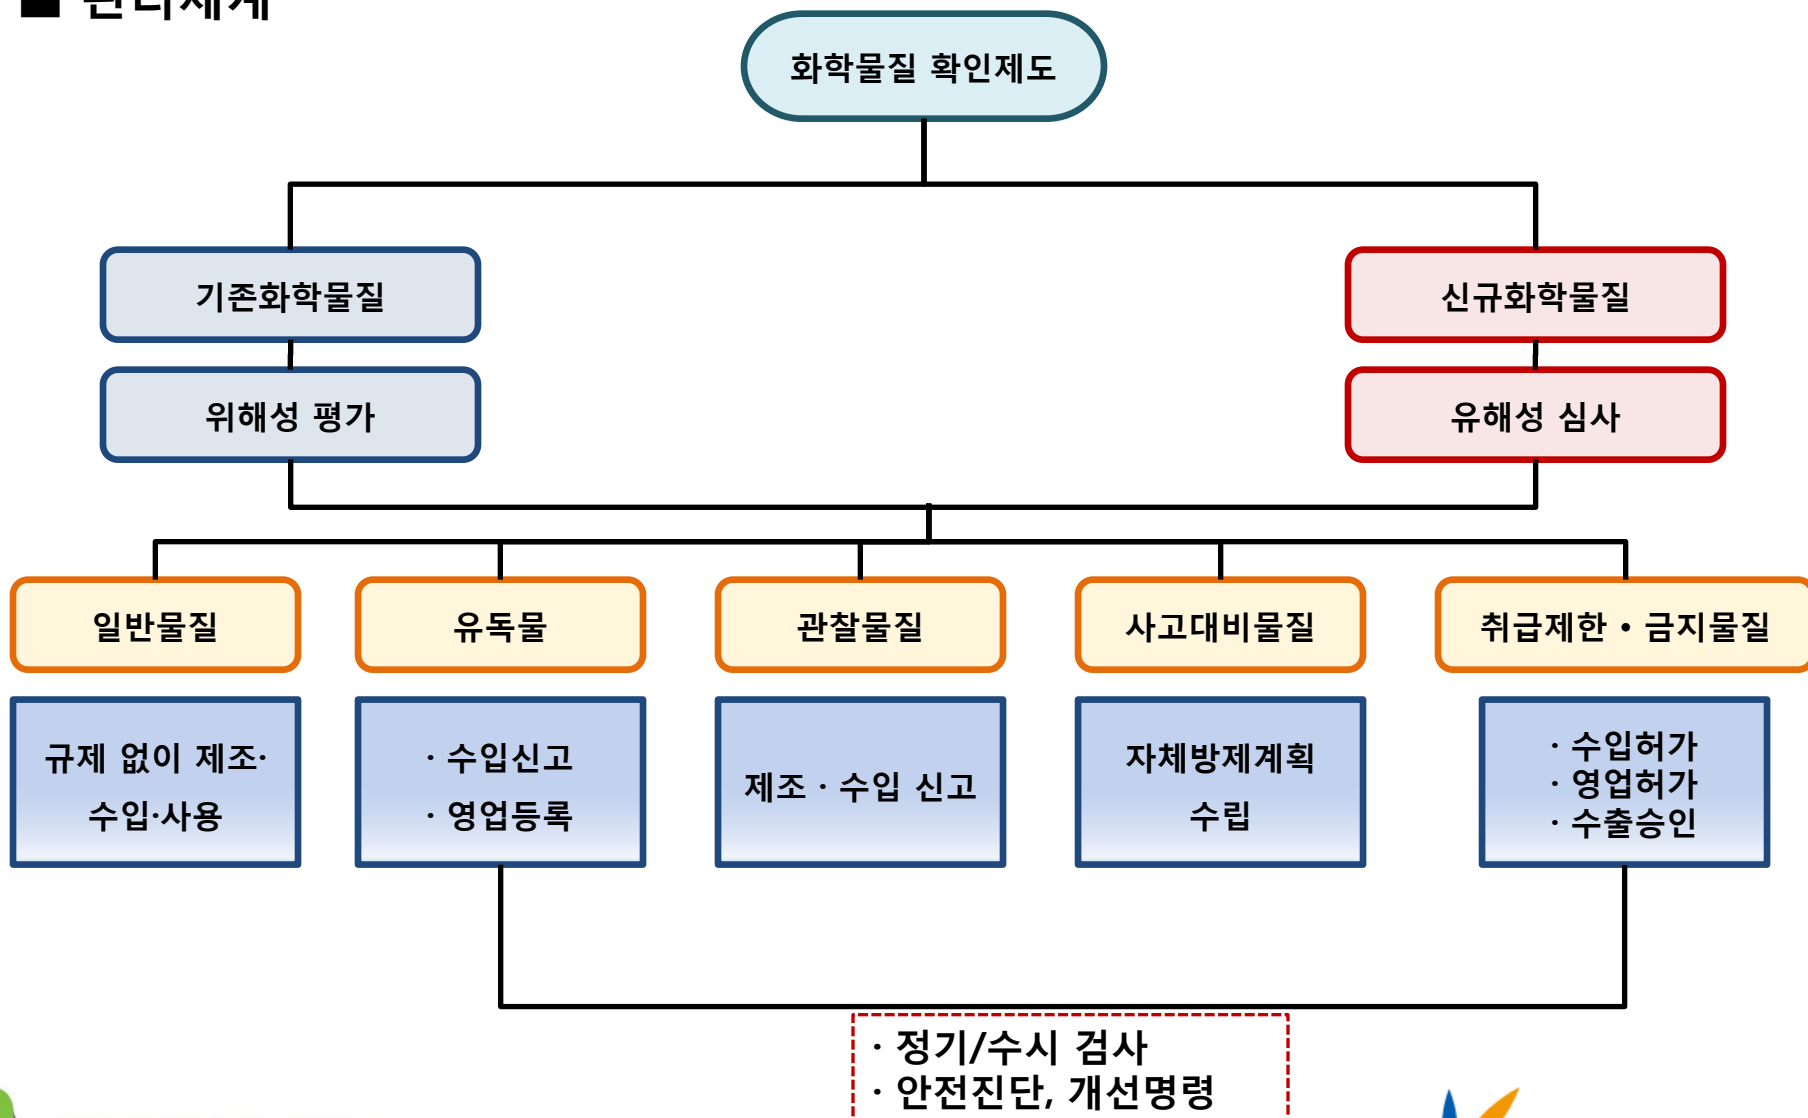 ■ 관리체계
화학물질 확인제도
기존화학물질
신규화학물질
위해성 평가
유해성 심사
일반물질
유독물
관찰물질
사고대비물질
취급제한 • 금지물질
규제 없이 제조·
수입·사용
· 수입신고
· 영업등록
제조 · 수입 신고
자체방제계획
수립
· 수입허가
· 영업허가
· 수출승인
· 정기/수시 검사
· 안전진단, 개선명령